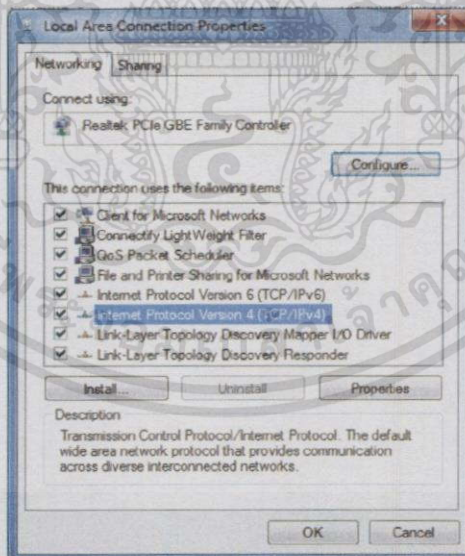 Local Area Connection Properties
Networking
Sharing
Connect using:
Realtek PCIe GBE Family Controller
Configure...
This connection uses the following items:
Client for Microsoft Networks
Connectify LightWeight Filter
QoS Packet Scheduler
File and Printer Sharing for Microsoft Networks
Internet Protocol Version 6 (TCP/IPv6)
Internet Protocol Version 4 (TCP/IPv4)
Link-Layer Topology Discovery Mapper I/O Driver
Link-Layer Topology Discovery Responder
Install...
Uninstall
Properties
Description
Transmission Control Protocol/Internet Protocol. The default
wide area network protocol that provides communication
across diverse interconnected networks.
OK
Cancel